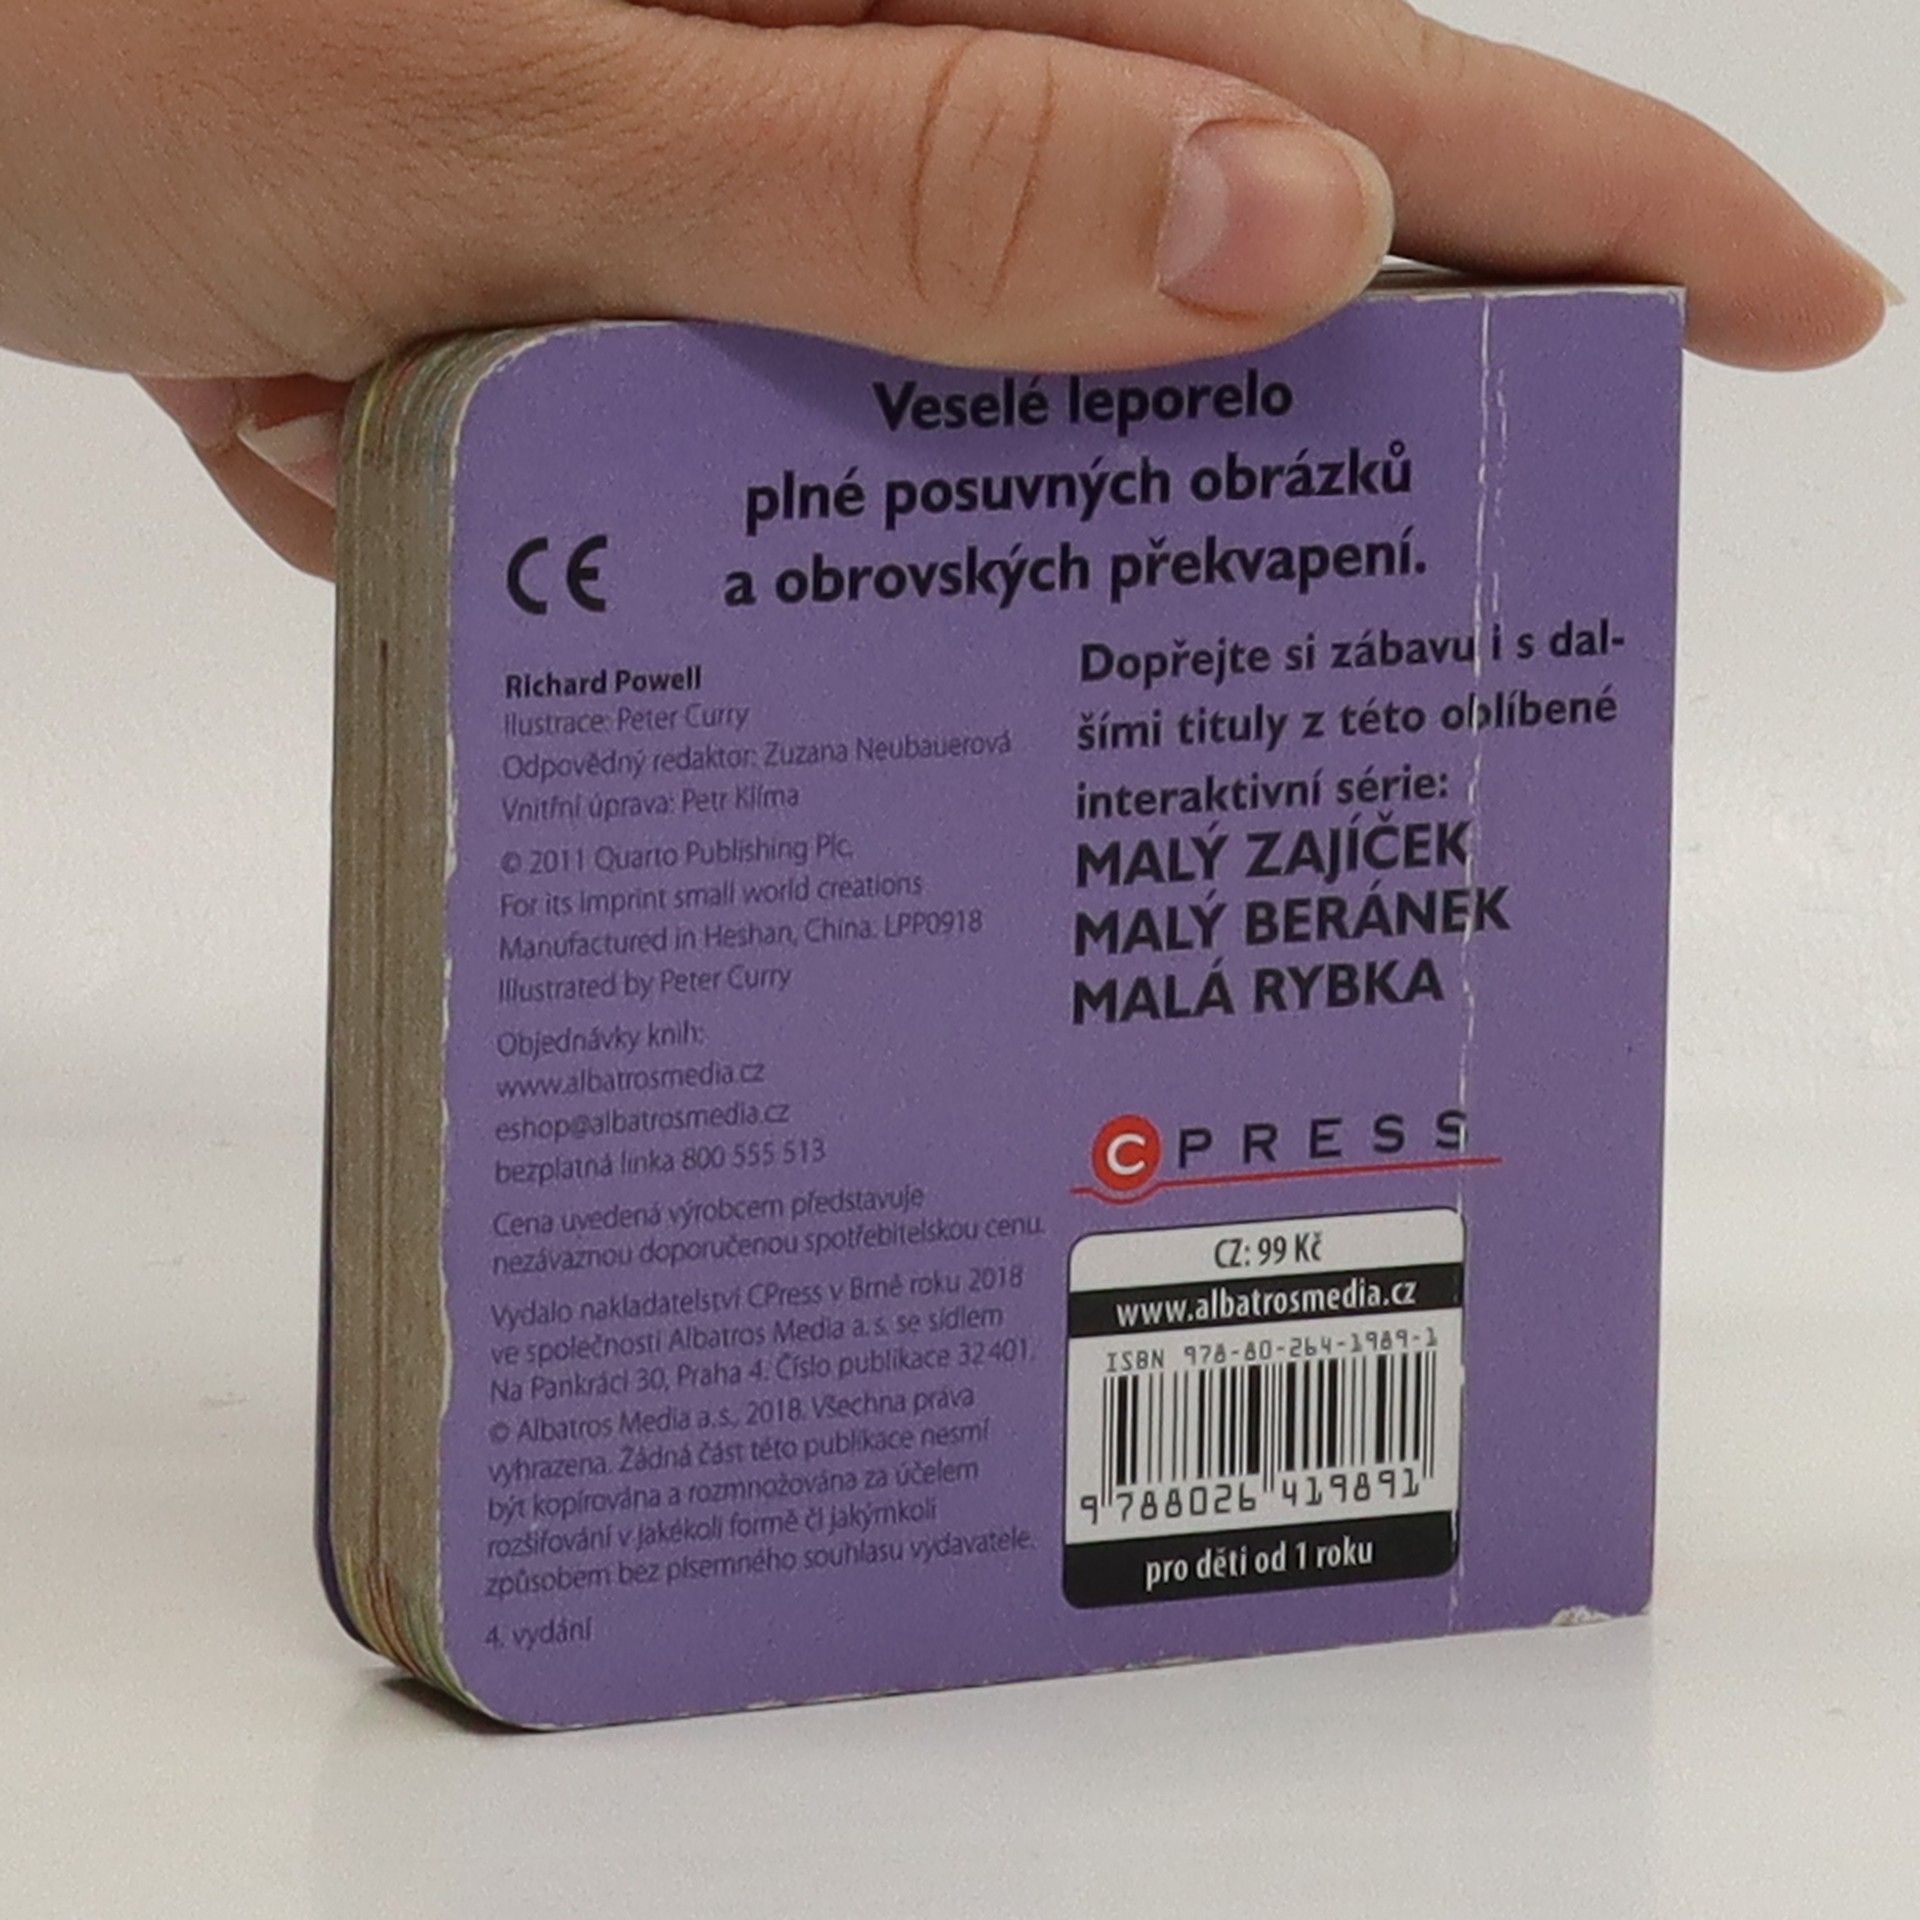 Veselé leporelo
plné posuvných obrázků
a obrovských překvapení.
CE
Richard Powell
Ilustrace: Peter Curry
Odpovědný redaktor: Zuzana Neubauerová
Vnitřní úprava: Petr Klíma
© 2011 Quarto Publishing Plc.
For its imprint small world creations
Manufactured in Heshan, China. LPP0918
Illustrated by Peter Curry
Objednávky knih:
www.albatrosmedia.cz
eshop@albatrosmedia.cz
bezplatná linka 800 555 513
Cena uvedená výrobcem představuje
nezávaznou doporučenou spotřebitelskou cenu.
Vydalo nakladatelství CPress v Brně roku 2018
ve společnosti Albatros Media a. s. se sídlem
Na Pankráci 30, Praha 4. Číslo publikace 32 401.
© Albatros Media a. s., 2018. Všechna práva
vyhrazena. Žádná část této publikace nesmí
být kopírována a rozmnožována za účelem
rozšiřování v jakékoli formě či jakýmkoli
způsobem bez písemného souhlasu vydavatele.
4. vydání
Dopřejte si zábavu i s dal-
šími tituly z této oblíbené
interaktivní série:
MALÝ ZAJÍČEK
MALÝ BERÁNEK
MALÁ RYBKA
CPRESS
CZ: 99 Kč
www.albatrosmedia.cz
ISBN 978-80-264-1989-1
9 788026 419891
pro děti od 1 roku